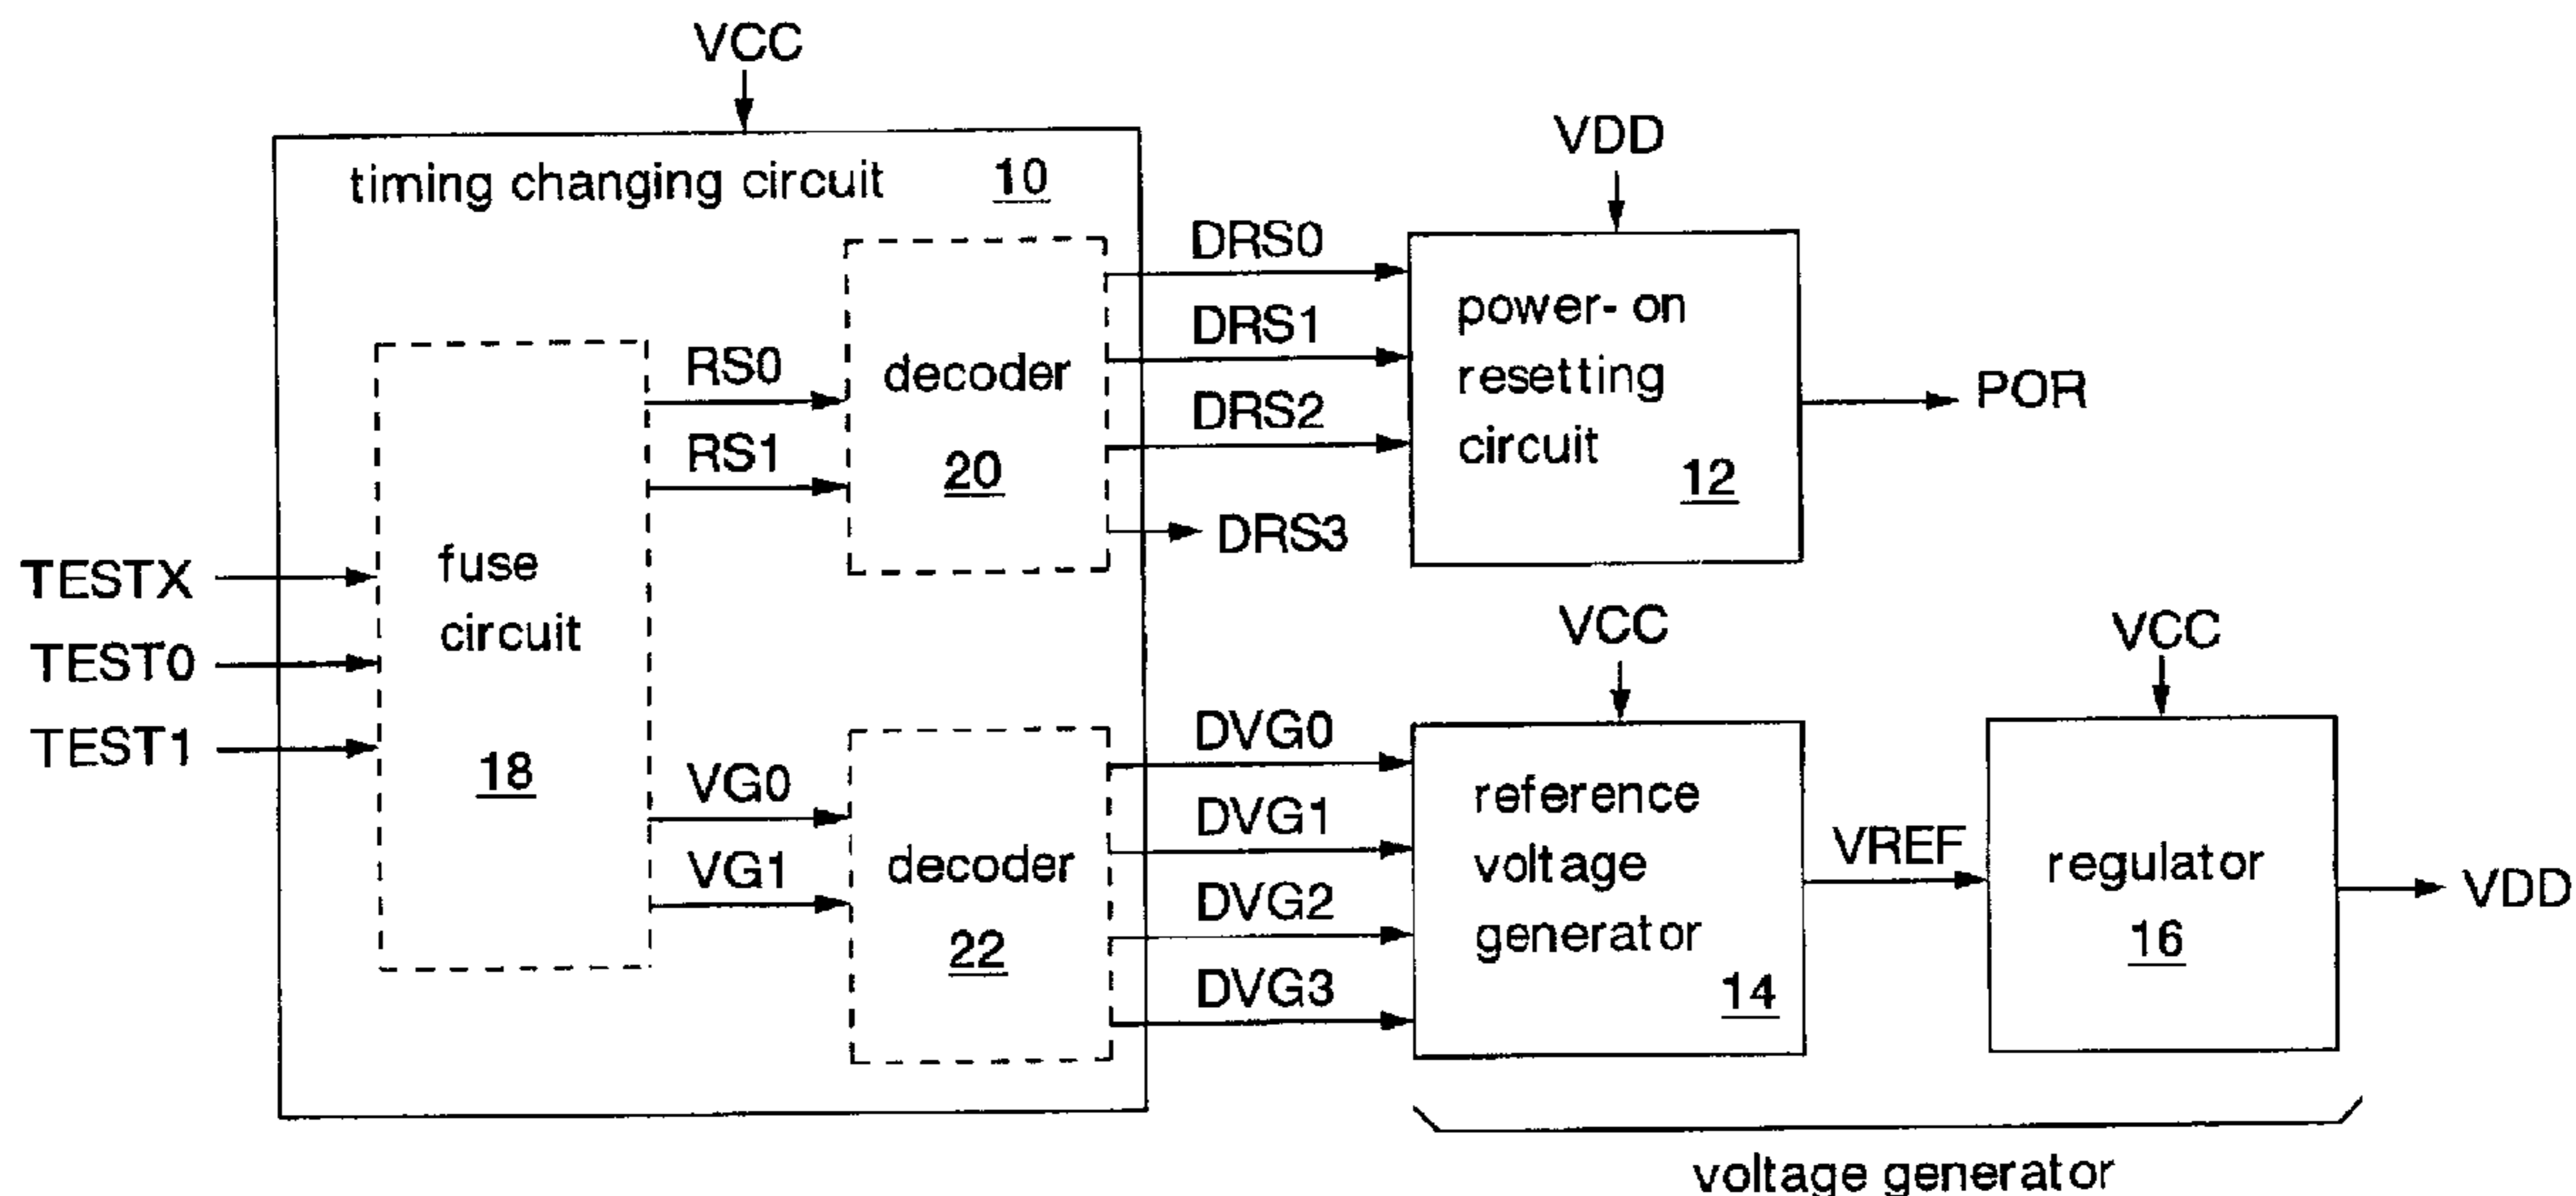 VCC
timing changing circuit 10
VDD
DRS0
DRS1
DRS2
DRS3
power- on
resetting
circuit
12
POR
RS0
RS1
decoder
20
TESTX
TEST0
TEST1
fuse
circuit
18
VG0
VG1
decoder
22
DVG0
DVG1
DVG2
DVG3
VCC
reference
voltage
generator
14
VREF
VCC
regulator
16
VDD
voltage generator